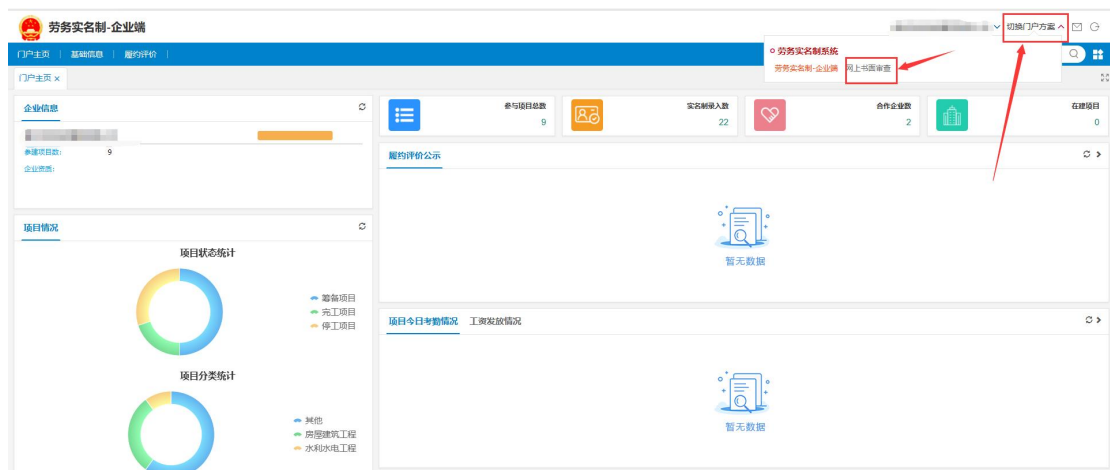 劳务实名制-企业端
切换门户方案
门户主页 | 基础信息 | 履约评价 |
劳务实名制系统
劳务实名制-企业端 网上书面审查
门户主页 ×
企业信息
参建项目数: 9
企业资质:
参与项目总数
9
实名制录入数
22
合作企业数
2
在建项目
0
履约评价公示
暂无数据
项目情况
项目状态统计
筹备项目
完工项目
停工项目
项目分类统计
其他
房屋建筑工程
水利水电工程
项目今日考勤情况 工资发放情况
暂无数据